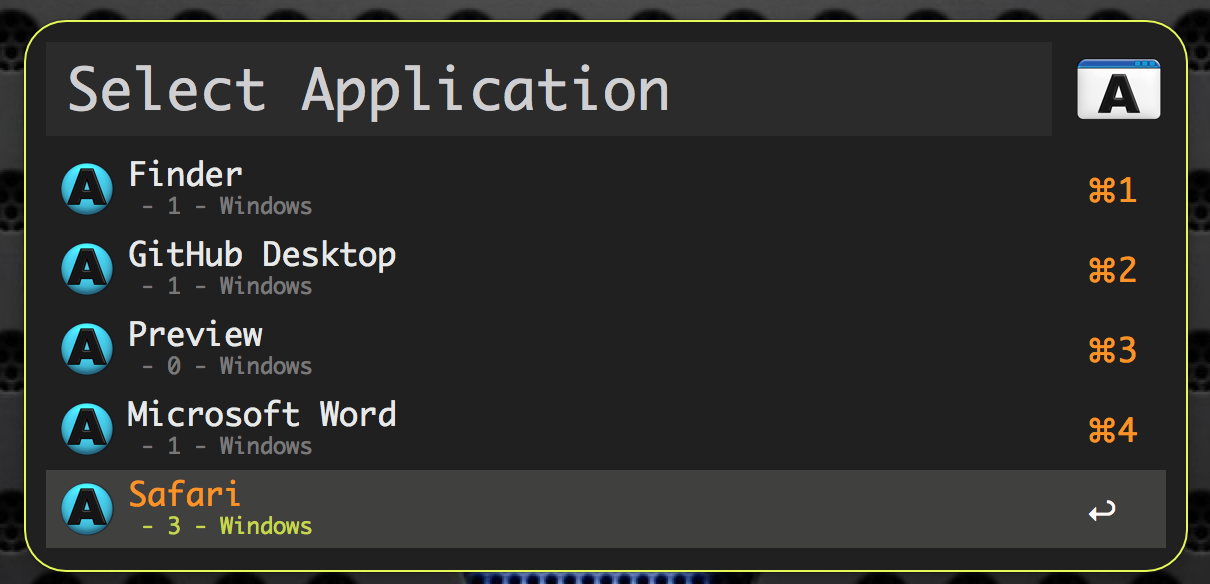 Select Application
A
A
Finder
⌘1
- 1 - Windows
A
GitHub Desktop
⌘2
- 1 - Windows
A
Preview
⌘3
- 0 - Windows
A
Microsoft Word
⌘4
- 1 - Windows
A
Safari
↩
- 3 - Windows